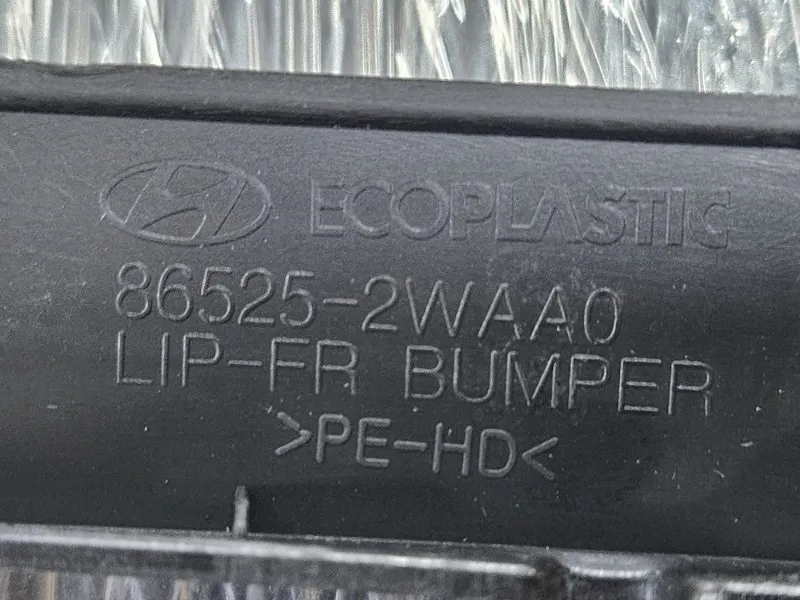 ECOPLASTIC
86525-2WAA0
LIP-FR BUMPER
>PE-HD<